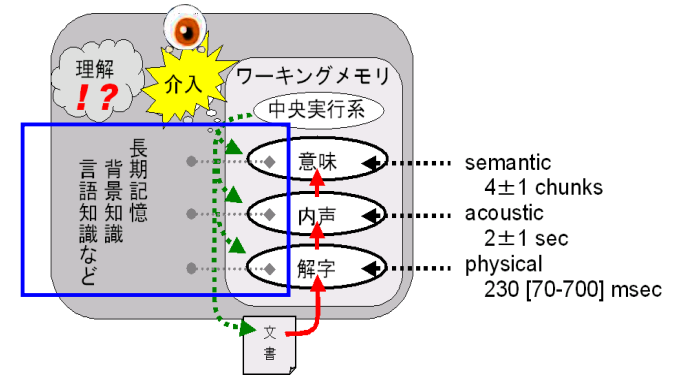 理解
!?
介入
ワーキングメモリ
中央実行系
長期記憶
背景知識
言語知識など
意味
内声
解字
文書
semantic
4±1 chunks
acoustic
2±1 sec
physical
230 [70-700] msec